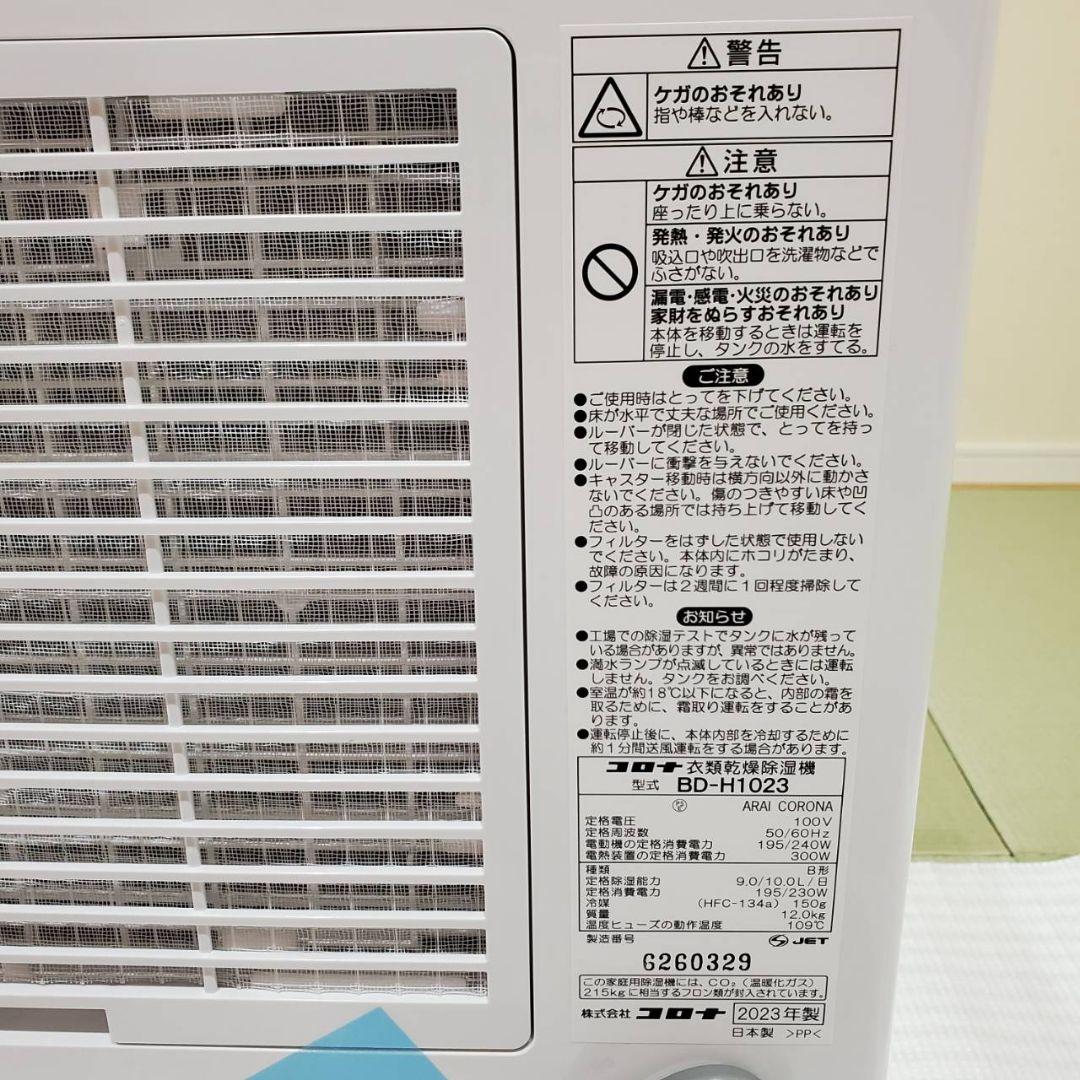 警告
ケガのおそれあり
指や棒などを入れない。
注意
ケガのおそれあり
座ったり上に乗らない。
発熱・発火のおそれあり
吸込口や吹出口を洗濯物などで
ふさがない。
漏電・感電・火災のおそれあり
家財をぬらすおそれあり
本体を移動するときは運転を
停止し、タンクの水をすてる。
ご注意
●ご使用時はとってを下げてください。
●床が水平で丈夫な場所でご使用ください。
●ルーバーが閉じた状態で、とってを持っ
て移動してください。
●ルーバーに衝撃を与えないでください。
●キャスター移動時は横方向以外に動かさ
ないでください。傷のつきやすい床や凹
凸のある場所では持ち上げて移動してく
ださい。
●フィルターをはずした状態で使用しない
でください。本体内にホコリがたまり、
故障の原因になります。
●フィルターは2週間に1回程度掃除して
ください。
お知らせ
●工場での除湿テストでタンクに水が残って
いる場合がありますが、異常ではありません。
●満水ランプが点滅しているときには運転
しません。タンクをお調べください。
●室温が約18℃以下になると、内部の霜を
取るために、霜取り運転をすることがあ
ります。
●運転停止後に、本体内部を冷却するために
約1分間送風運転をする場合があります。
コロナ 衣類乾燥除湿機
型式 BD-H1023
ARAI CORONA
定格電圧 100V
定格周波数 50/60Hz
電動機の定格消費電力 195/240W
電熱装置の定格消費電力 300W
種類 B形
定格除湿能力 9.0/10.0L/日
定格消費電力 195/230W
冷媒 (HFC-134a) 150g
質量 12.0kg
温度ヒューズの動作温度 109℃
製造番号 JET
G260329
この家庭用除湿機には、CO₂(温暖化ガス)
215kgに相当するフロン類が封入されています。
株式会社 コロナ 2023年製
日本製 >PP<